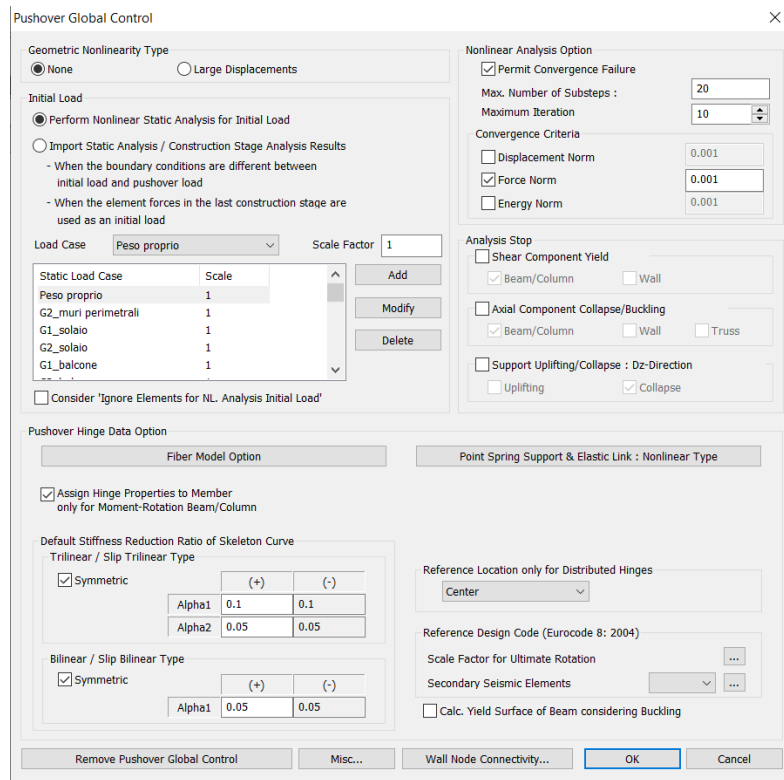 Pushover Global Control
Geometric Nonlinearity Type
None
Large Displacements
Initial Load
Perform Nonlinear Static Analysis for Initial Load
Import Static Analysis / Construction Stage Analysis Results
- When the boundary conditions are different between
initial load and pushover load
- When the element forces in the last construction stage are
used as an initial load
Load Case
Peso proprio
Scale Factor
1
Static Load Case Scale
Peso proprio 1
G2_muri perimetrali 1
G1_solaio 1
G2_solaio 1
G1_balcone 1
Add
Modify
Delete
Consider 'Ignore Elements for NL. Analysis Initial Load'
Nonlinear Analysis Option
Permit Convergence Failure
Max. Number of Substeps : 20
Maximum Iteration 10
Convergence Criteria
Displacement Norm 0.001
Force Norm 0.001
Energy Norm 0.001
Analysis Stop
Shear Component Yield
Beam/Column Wall
Axial Component Collapse/Buckling
Beam/Column Wall Truss
Support Uplifting/Collapse : Dz-Direction
Uplifting Collapse
Pushover Hinge Data Option
Fiber Model Option
Point Spring Support & Elastic Link : Nonlinear Type
Assign Hinge Properties to Member
only for Moment-Rotation Beam/Column
Default Stiffness Reduction Ratio of Skeleton Curve
Trilinear / Slip Trilinear Type
Symmetric (+) (-)
Alpha1 0.1 0.1
Alpha2 0.05 0.05
Bilinear / Slip Bilinear Type
Symmetric (+) (-)
Alpha1 0.05 0.05
Reference Location only for Distributed Hinges
Center
Reference Design Code (Eurocode 8: 2004)
Scale Factor for Ultimate Rotation ...
Secondary Seismic Elements ...
Calc. Yield Surface of Beam considering Buckling
Remove Pushover Global Control
Misc...
Wall Node Connectivity...
OK
Cancel